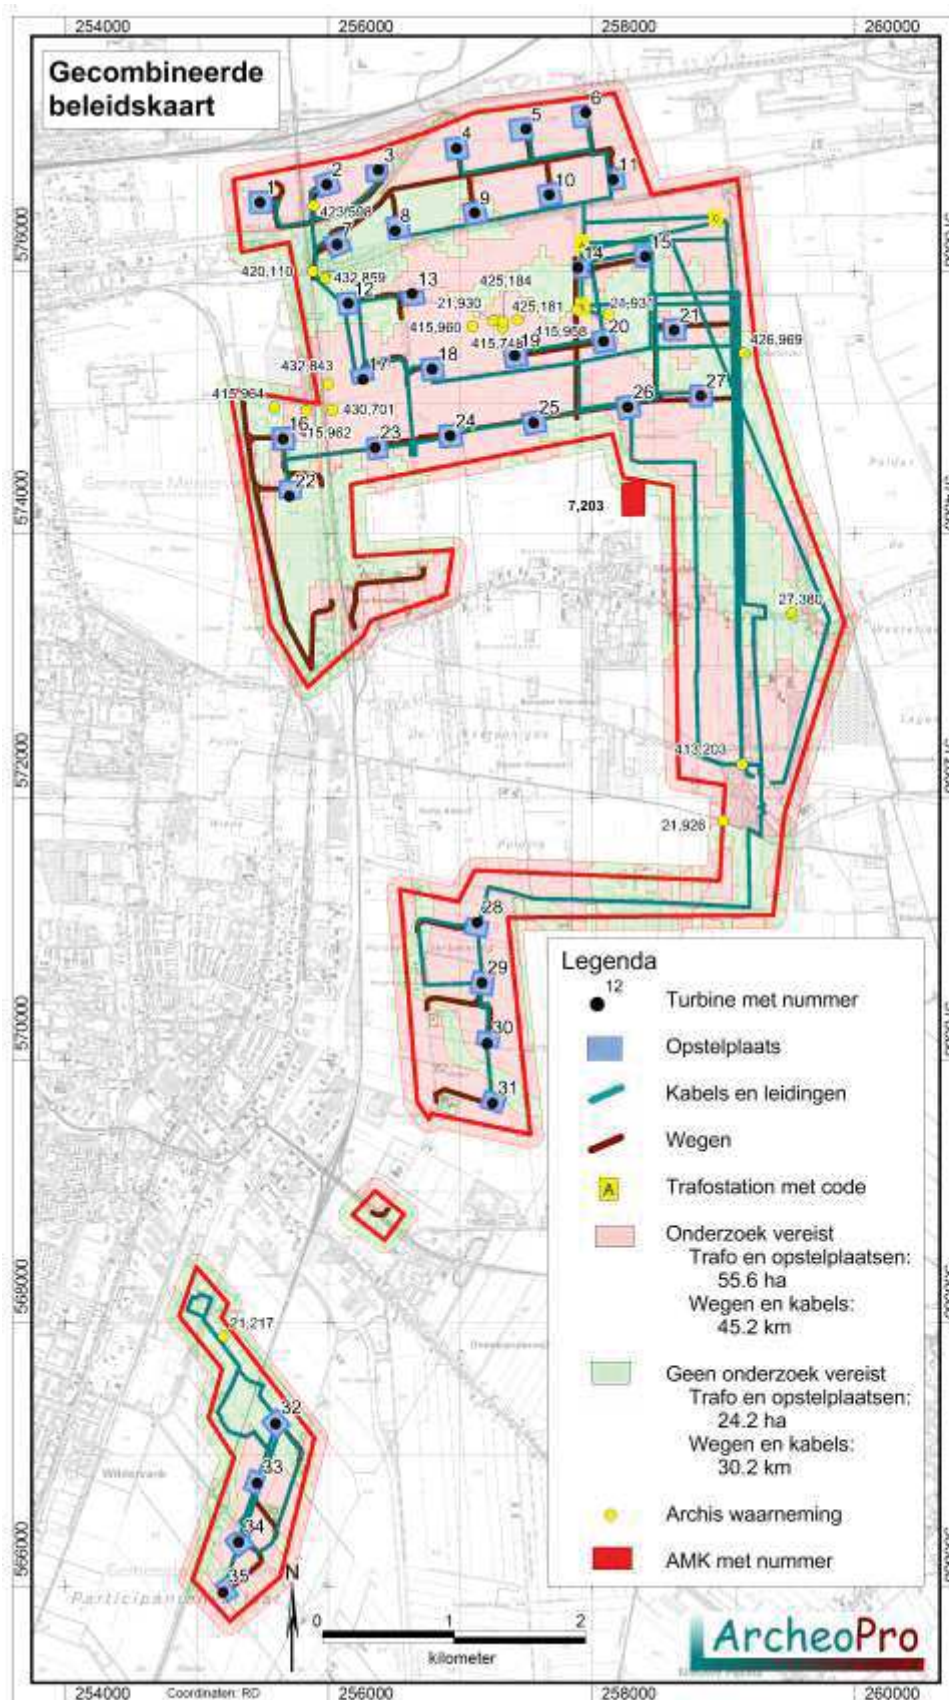 254000
256000
258000
260000
Gecombineerde
beleidskaart
6
5
4
3
2
1
11
10
9
8
7
423,508
576000
420,110
432,859
14
15
12
13
425,184
21,930
425,181
415,960
415,958
415,748
19
20
21
426,969
17
18
432,843
415,964
430,701
415,962
16
27
26
25
24
23
22
574000
7,203
27,380
572000
413,203
21,928
28
29
30
31
570000
568000
21,217
32
33
34
35
566000
Wildervank
Legenda
12
Turbine met nummer
Opstelplaats
Kabels en leidingen
Wegen
A
Trafostation met code
Onderzoek vereist
Trafo en opstelplaatsen:
55.6 ha
Wegen en kabels:
45.2 km
Geen onderzoek vereist
Trafo en opstelplaatsen:
24.2 ha
Wegen en kabels:
30.2 km
Archis waarneming
AMK met nummer
N
0
1
2
kilometer
ArcheoPro
254000
Coordinaten: RD
256000
258000
260000